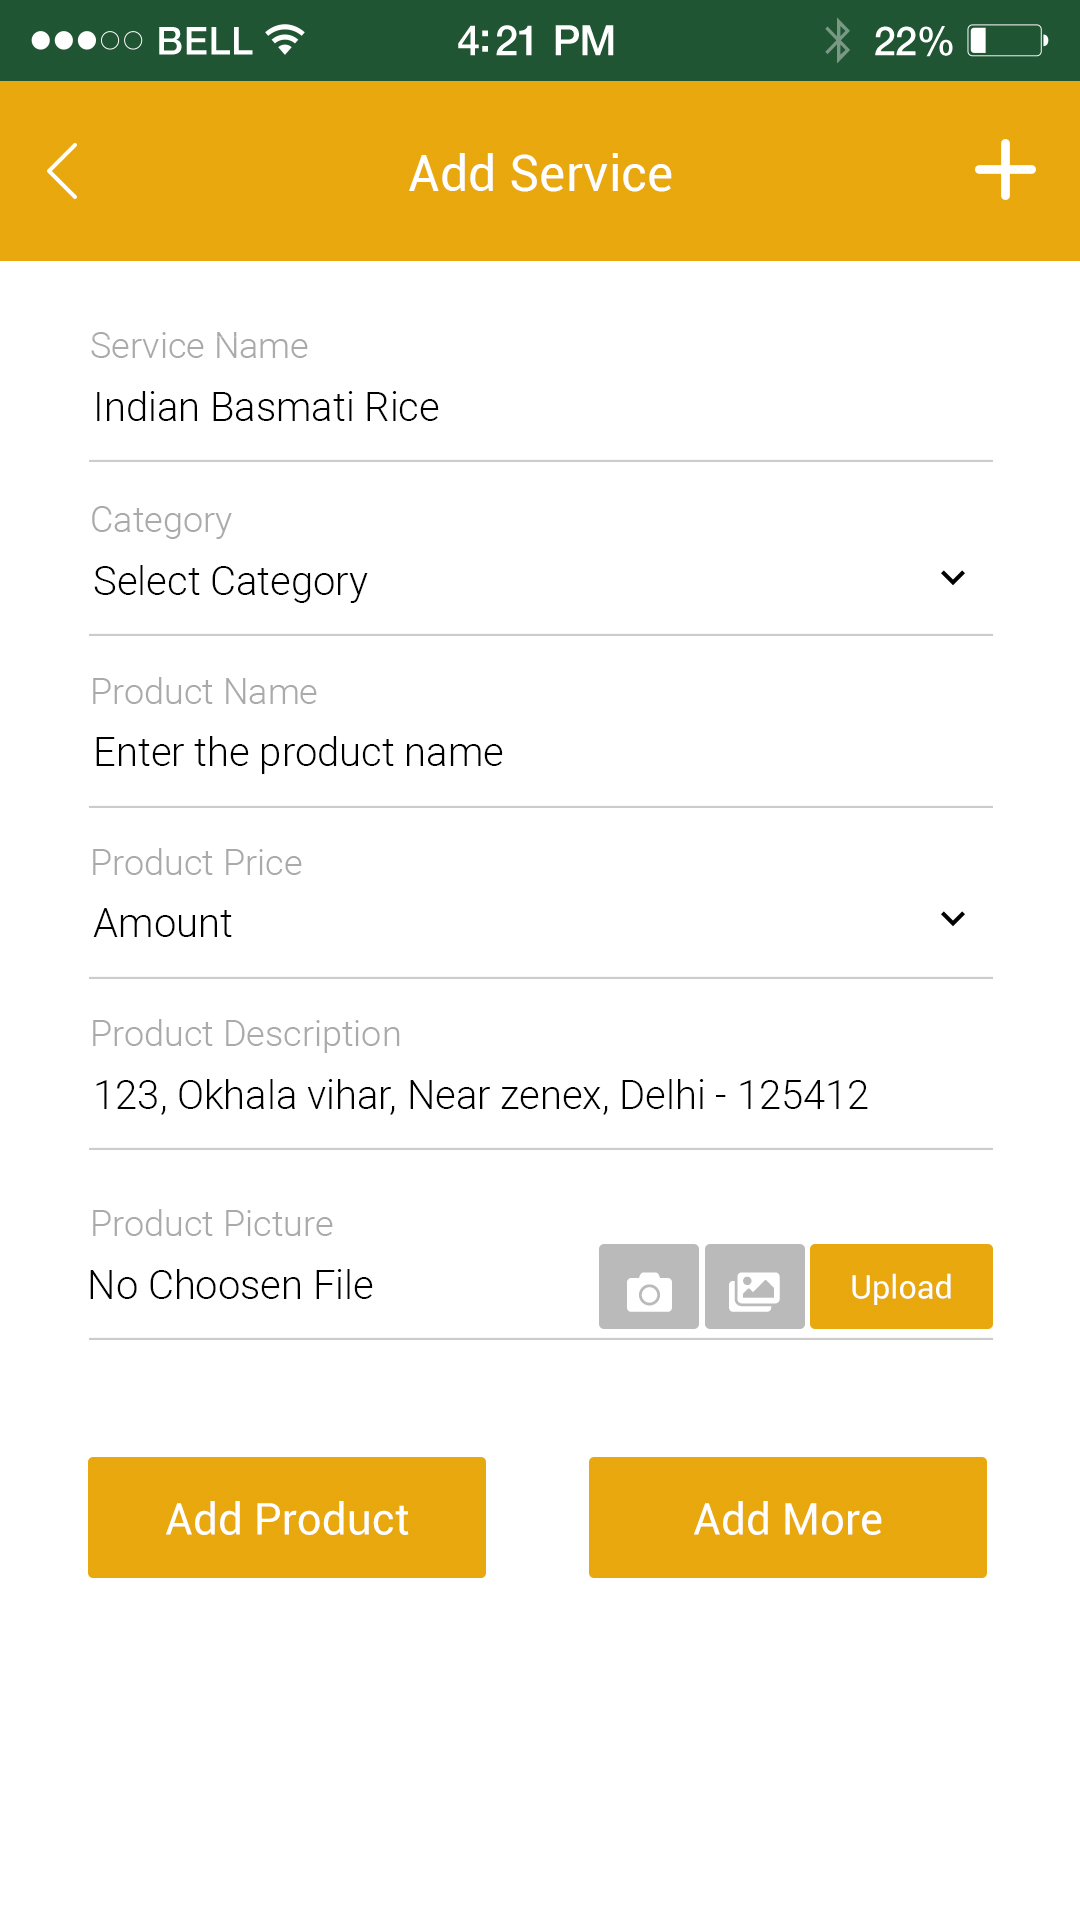 BELL 4:21 PM 22%
Add Service
Service Name
Indian Basmati Rice
Category
Select Category
Product Name
Enter the product name
Product Price
Amount
Product Description
123, Okhala vihar, Near zenex, Delhi - 125412
Product Picture
No Choosen File Upload
Add Product Add More